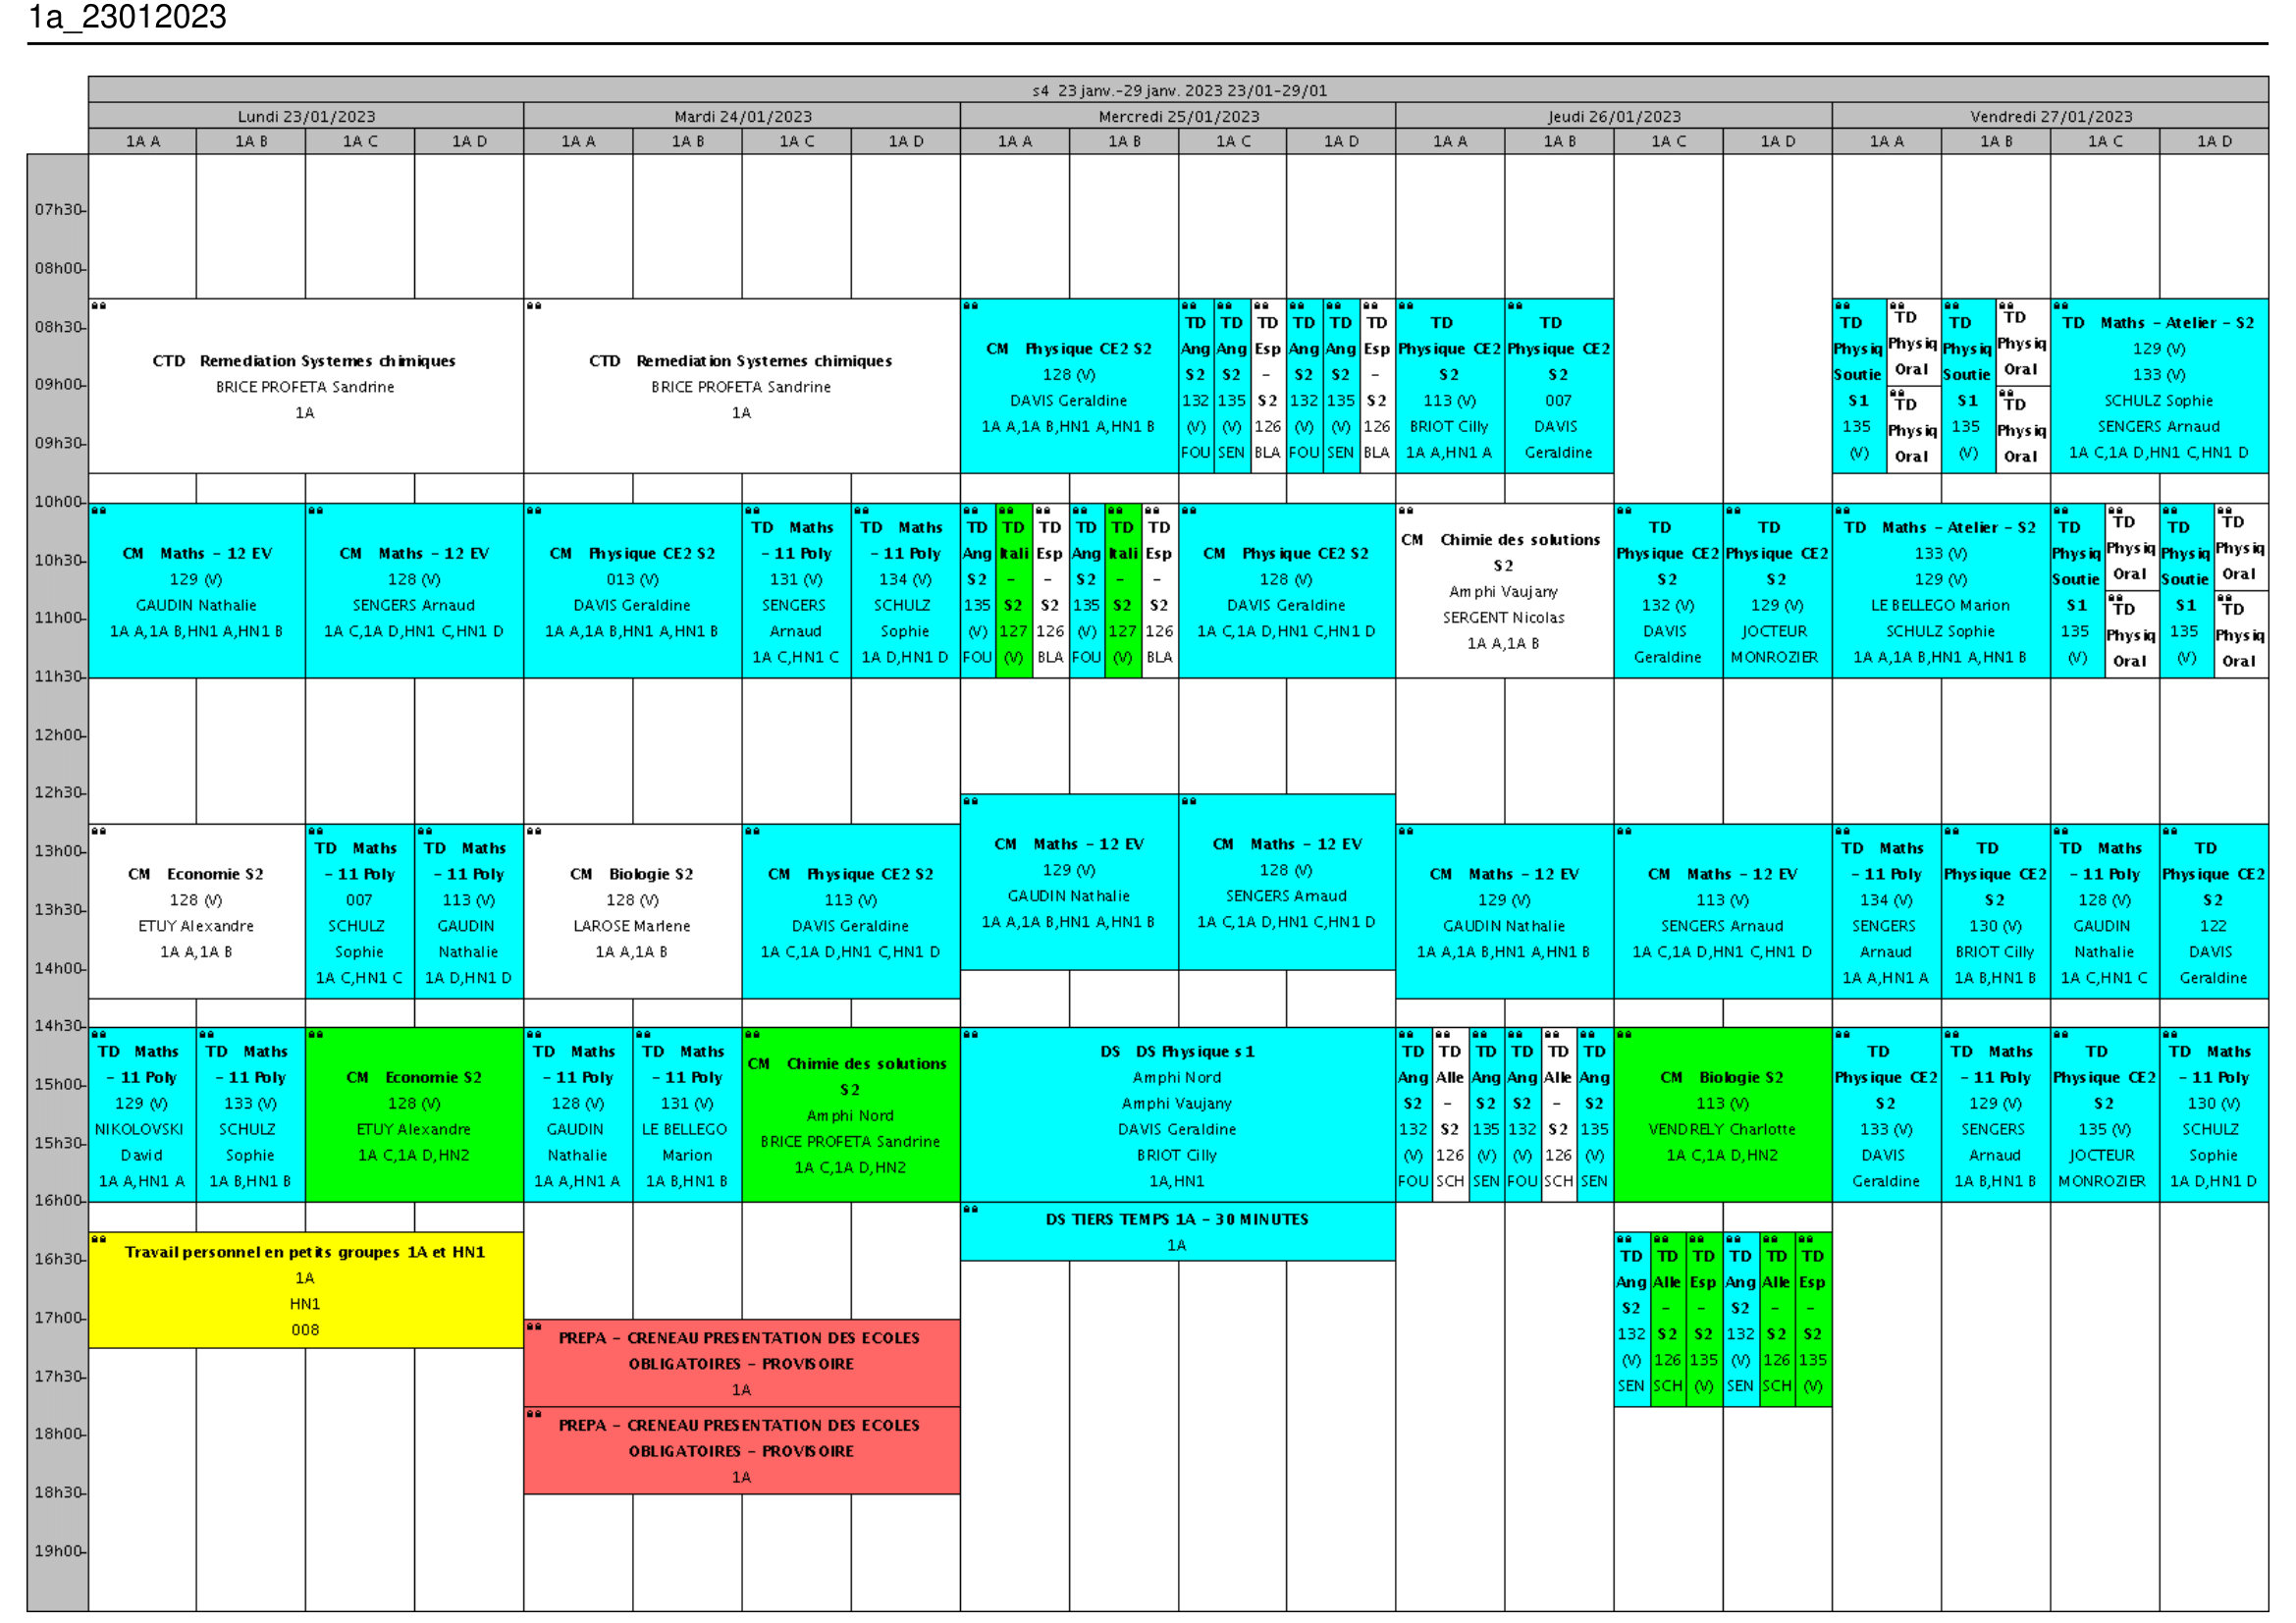 1a_23012023
s4 23 janv.-29 janv. 2023 23/01-29/01
Lundi 23/01/2023
Mardi 24/01/2023
Mercredi 25/01/2023
Jeudi 26/01/2023
Vendredi 27/01/2023
1A A
1A B
1A C
1A D
1A A
1A B
1A C
1A D
1A A
1A B
1A C
1A D
1A A
1A B
1A C
1A D
1A A
1A B
1A C
1A D
07h30
08h00
08h30
09h00
09h30
10h00
10h30
11h00
11h30
12h00
12h30
13h00
13h30
14h00
14h30
15h00
15h30
16h00
16h30
17h00
17h30
18h00
18h30
19h00
CTD Remediation Systemes chimiques
BRICE PROFETA Sandrine
1A
CTD Remediation Systemes chimiques
BRICE PROFETA Sandrine
1A
CM Physique CE2 S2
128 (V)
DAVIS Geraldine
1A A,1A B,HN1 A,HN1 B
TD
Ang
S2
132
(V)
FOU
TD
Ang
S2
135
(V)
SEN
TD
Esp
-
S2
126
BLA
TD
Ang
S2
132
(V)
FOU
TD
Ang
S2
135
(V)
SEN
TD
Esp
-
S2
126
BLA
TD
Physique CE2
S2
113 (V)
BRIOT Cilly
1A A,HN1 A
TD
Physique CE2
S2
007
DAVIS
Geraldine
TD
Physiq
Soutie
S1
135
(V)
TD
Physiq
Oral
TD
Physiq
Oral
TD
Physiq
Soutie
S1
135
(V)
TD
Physiq
Oral
TD
Physiq
Oral
TD Maths - Atelier - S2
129 (V)
133 (V)
SCHULZ Sophie
SENGERS Arnaud
1A C,1A D,HN1 C,HN1 D
CM Maths - 12 EV
129 (V)
GAUDIN Nathalie
1A A,1A B,HN1 A,HN1 B
CM Maths - 12 EV
128 (V)
SENGERS Arnaud
1A C,1A D,HN1 C,HN1 D
CM Physique CE2 S2
013 (V)
DAVIS Geraldine
1A A,1A B,HN1 A,HN1 B
TD Maths
- 11 Poly
131 (V)
SENGERS
Arnaud
1A C,HN1 C
TD Maths
- 11 Poly
134 (V)
SCHULZ
Sophie
1A D,HN1 D
TD
Ang
S2
135
(V)
FOU
TD
Itali
-
S2
127
(V)
TD
Esp
-
S2
126
BLA
TD
Ang
S2
135
(V)
FOU
TD
Itali
-
S2
127
(V)
TD
Esp
-
S2
126
BLA
CM Physique CE2 S2
128 (V)
DAVIS Geraldine
1A C,1A D,HN1 C,HN1 D
CM Chimie des solutions
S2
Amphi Vaujany
SERGENT Nicolas
1A A,1A B
TD
Physique CE2
S2
132 (V)
DAVIS
Geraldine
TD
Physique CE2
S2
129 (V)
JOCTEUR
MONROZIER
TD Maths - Atelier - S2
133 (V)
129 (V)
LE BELLEGO Marion
SCHULZ Sophie
1A A,1A B,HN1 A,HN1 B
TD
Physiq
Soutie
S1
135
(V)
TD
Physiq
Oral
TD
Physiq
Oral
TD
Physiq
Soutie
S1
135
(V)
TD
Physiq
Oral
TD
Physiq
Oral
CM Economie S2
128 (V)
ETUY Alexandre
1A A,1A B
TD Maths
- 11 Poly
007
SCHULZ
Sophie
1A C,HN1 C
TD Maths
- 11 Poly
113 (V)
GAUDIN
Nathalie
1A D,HN1 D
CM Biologie S2
128 (V)
LAROSE Marlene
1A A,1A B
CM Physique CE2 S2
113 (V)
DAVIS Geraldine
1A C,1A D,HN1 C,HN1 D
CM Maths - 12 EV
129 (V)
GAUDIN Nathalie
1A A,1A B,HN1 A,HN1 B
CM Maths - 12 EV
128 (V)
SENGERS Arnaud
1A C,1A D,HN1 C,HN1 D
CM Maths - 12 EV
129 (V)
GAUDIN Nathalie
1A A,1A B,HN1 A,HN1 B
CM Maths - 12 EV
113 (V)
SENGERS Arnaud
1A C,1A D,HN1 C,HN1 D
TD Maths
- 11 Poly
134 (V)
SENGERS
Arnaud
1A A,HN1 A
TD
Physique CE2
S2
130 (V)
BRIOT Cilly
1A B,HN1 B
TD Maths
- 11 Poly
128 (V)
GAUDIN
Nathalie
1A C,HN1 C
TD
Physique CE2
S2
122
DAVIS
Geraldine
TD Maths
- 11 Poly
129 (V)
NIKOLOVSKI
David
1A A,HN1 A
TD Maths
- 11 Poly
133 (V)
SCHULZ
Sophie
1A B,HN1 B
CM Economie S2
128 (V)
ETUY Alexandre
1A C,1A D,HN2
TD Maths
- 11 Poly
128 (V)
GAUDIN
Nathalie
1A A,HN1 A
TD Maths
- 11 Poly
131 (V)
LE BELLEGO
Marion
1A B,HN1 B
CM Chimie des solutions
S2
Amphi Nord
BRICE PROFETA Sandrine
1A C,1A D,HN2
DS DS Physique s1
Amphi Nord
Amphi Vaujany
DAVIS Geraldine
BRIOT Cilly
1A,HN1
TD
Ang
S2
132
(V)
FOU
TD
Alle
-
S2
126
SCH
TD
Ang
S2
135
(V)
SEN
TD
Ang
S2
132
(V)
FOU
TD
Alle
-
S2
126
SCH
TD
Ang
S2
135
(V)
SEN
CM Biologie S2
113 (V)
VENDRELY Charlotte
1A C,1A D,HN2
TD
Physique CE2
S2
133 (V)
DAVIS
Geraldine
TD Maths
- 11 Poly
129 (V)
SENGERS
Arnaud
1A B,HN1 B
TD
Physique CE2
S2
135 (V)
JOCTEUR
MONROZIER
TD Maths
- 11 Poly
130 (V)
SCHULZ
Sophie
1A D,HN1 D
DS TIERS TEMPS 1A - 30 MINUTES
1A
Travail personnel en petits groupes 1A et HN1
1A
HN1
008
TD
Ang
S2
132
(V)
SEN
TD
Alle
-
S2
126
SCH
TD
Esp
-
S2
135
(V)
TD
Ang
S2
132
(V)
SEN
TD
Alle
-
S2
126
SCH
TD
Esp
-
S2
135
(V)
PREPA - CRENEAU PRESENTATION DES ECOLES
OBLIGATOIRES - PROVISOIRE
1A
PREPA - CRENEAU PRESENTATION DES ECOLES
OBLIGATOIRES - PROVISOIRE
1A